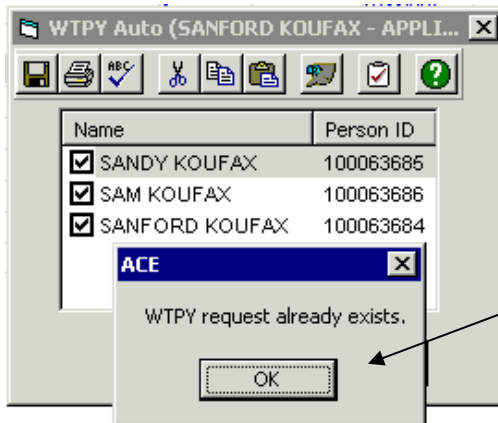 WTPY Auto (SANFORD KOUFAX - APPLI...
ABC
Name Person ID
SANDY KOUFAX 100063685
SAM KOUFAX 100063686
SANFORD KOUFAX 100063684
ACE
WTPY request already exists.
OK